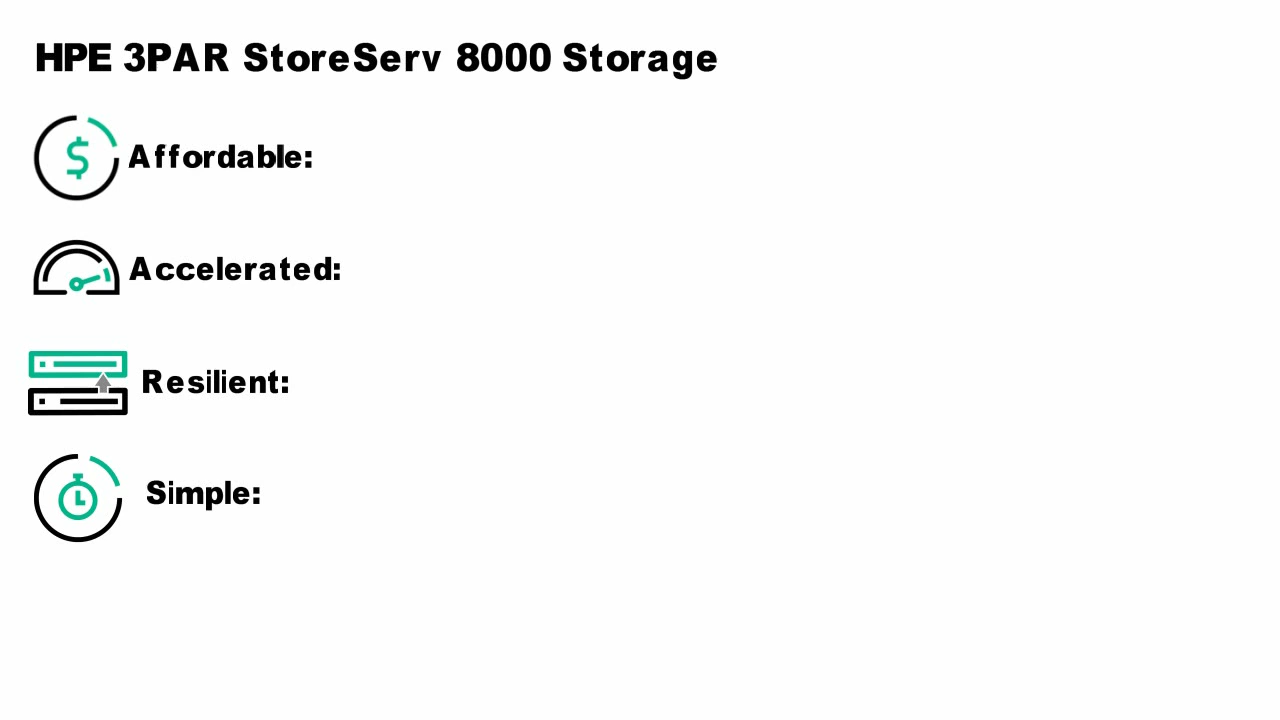 HPE 3PAR StoreServ 8000 Storage
Affordable:
Accelerated:
Resilient:
Simple: